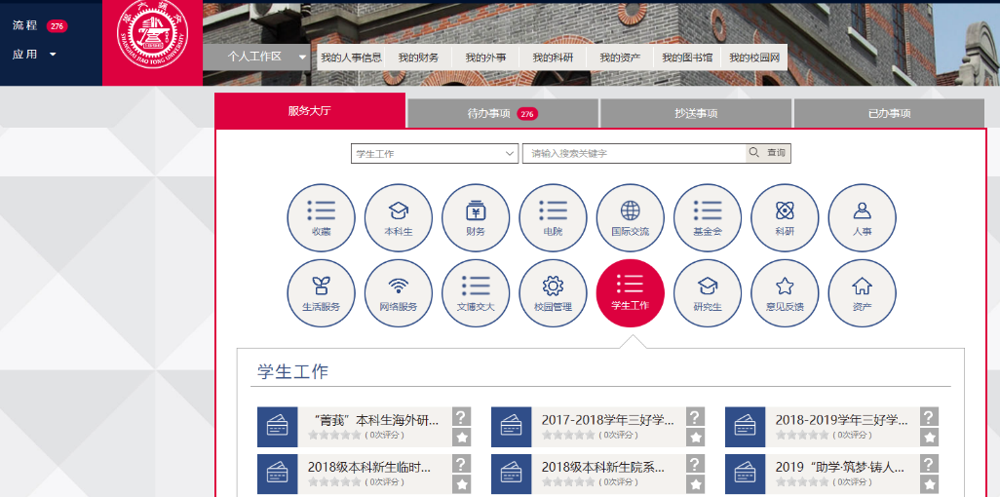 流程 276
应用
SHANGHAI JIAO TONG UNIVERSITY
个人工作区 我的人事信息 我的财务 我的外事 我的科研 我的资产 我的图书馆 我的校园网
服务大厅 待办事项 276 抄送事项 已办事项
学生工作 请输入搜索关键字 查询
收藏 本科生 财务 电院 国际交流 基金会 科研 人事
生活服务 网络服务 文博交大 校园管理 学生工作 研究生 意见反馈 资产
学生工作
“菁莪”本科生海外研... ? 2017-2018学年三好学... ? 2018-2019学年三好学... ?
( 0次评分 ) ( 0次评分 ) ( 0次评分 )
2018级本科新生临时... ? 2018级本科新生院系... ? 2019“助学·筑梦·铸人... ?
( 0次评分 ) ( 0次评分 ) ( 0次评分 )